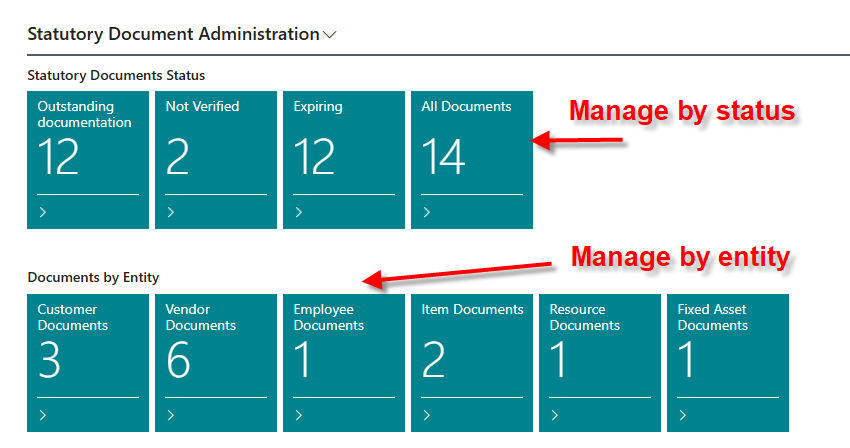 Statutory Document Administration
Statutory Documents Status
Outstanding
documentation
12
Not Verified
2
Expiring
12
All Documents
14
Manage by status
Manage by entity
Documents by Entity
Customer
Documents
3
Vendor
Documents
6
Employee
Documents
1
Item Documents
2
Resource
Documents
1
Fixed Asset
Documents
1